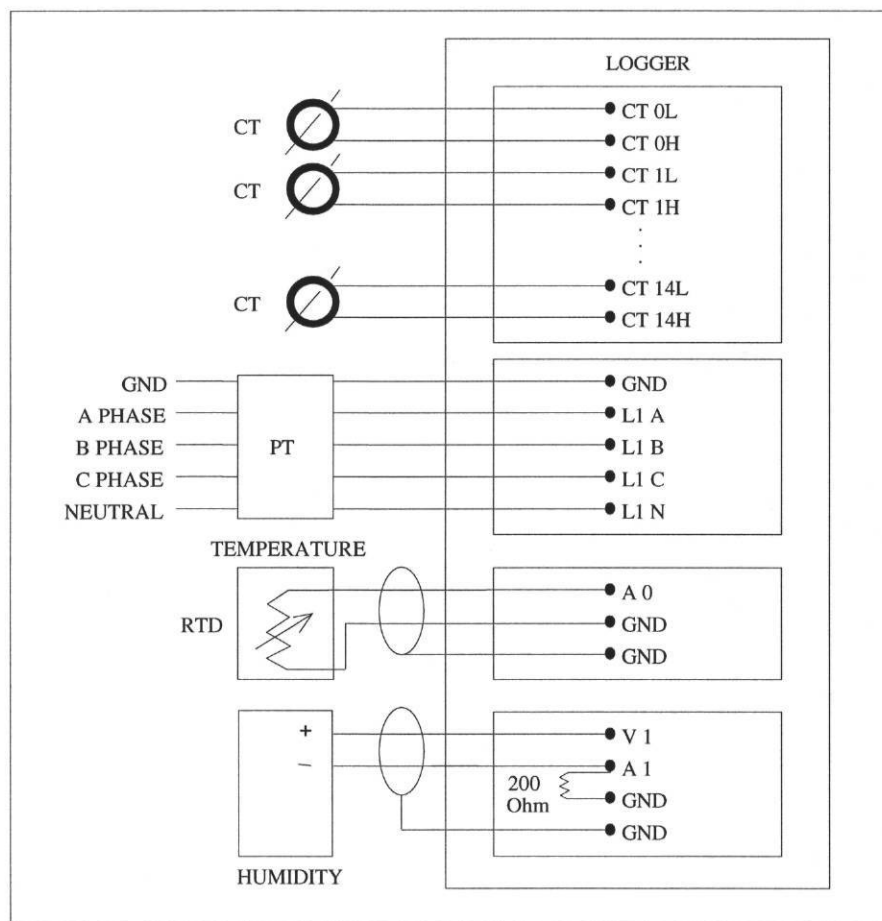 LOGGER
CT
CT 0L
CT 0H
CT
CT 1L
CT 1H
CT
CT 14L
CT 14H
GND
A PHASE
B PHASE
C PHASE
NEUTRAL
PT
GND
L1 A
L1 B
L1 C
L1 N
TEMPERATURE
RTD
A 0
GND
GND
+
−
V 1
A 1
200
Ohm
GND
GND
HUMIDITY